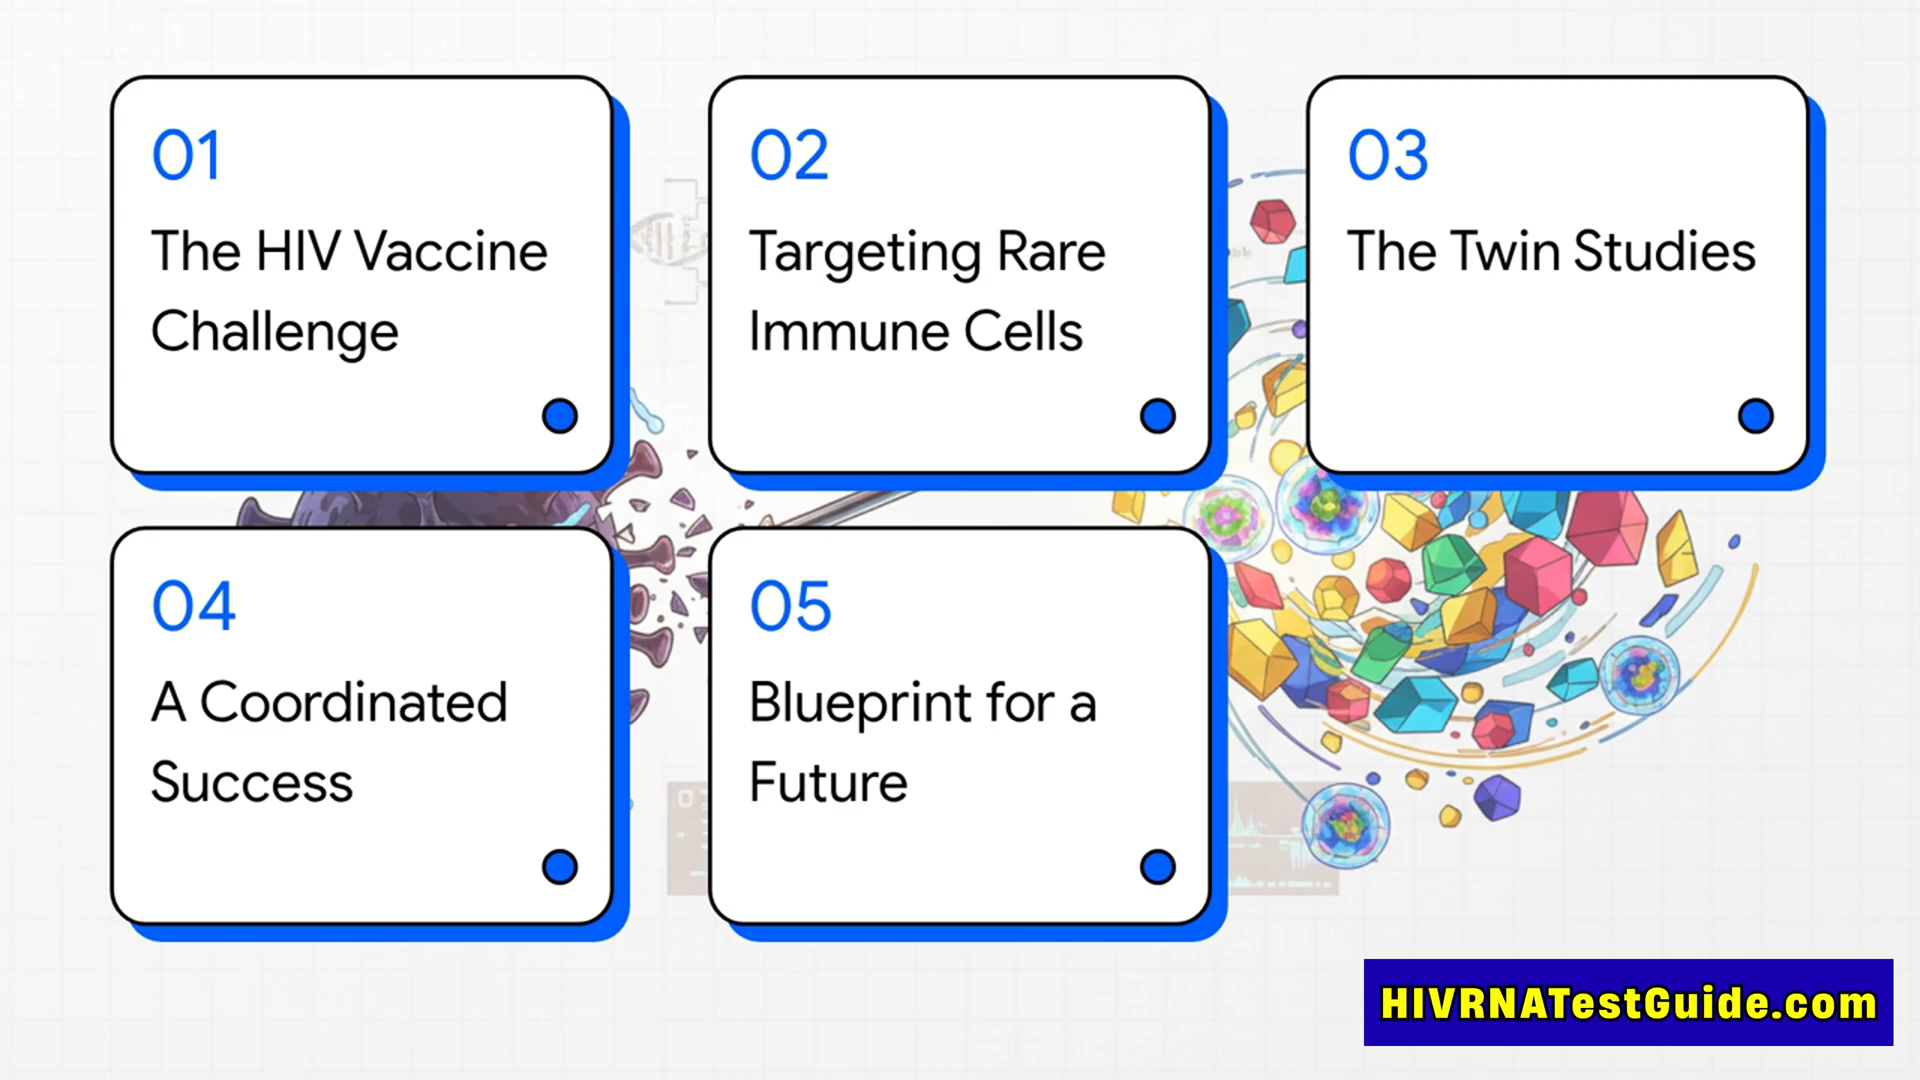 01
The HIV Vaccine
Challenge
02
Targeting Rare
Immune Cells
03
The Twin Studies
04
A Coordinated
Success
05
Blueprint for a
Future
HIVRNATestGuide.com